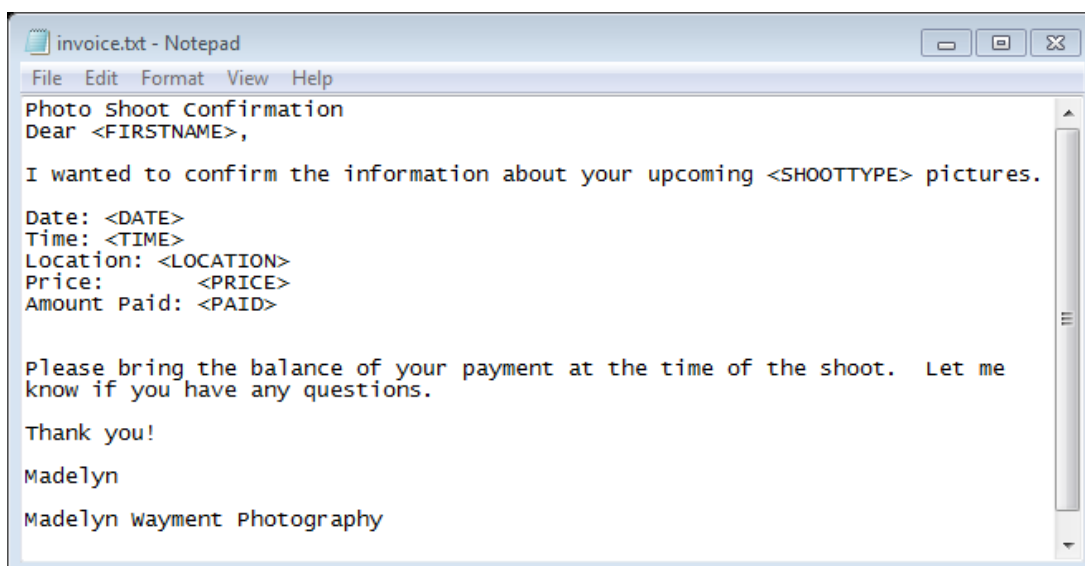 invoice.txt - Notepad
File Edit Format View Help
Photo Shoot Confirmation
Dear <FIRSTNAME>,
I wanted to confirm the information about your upcoming <SHOOTTYPE> pictures.
Date: <DATE>
Time: <TIME>
Location: <LOCATION>
Price: <PRICE>
Amount Paid: <PAID>
Please bring the balance of your payment at the time of the shoot. Let me
know if you have any questions.
Thank you!
Madelyn
Madelyn Wayment Photography